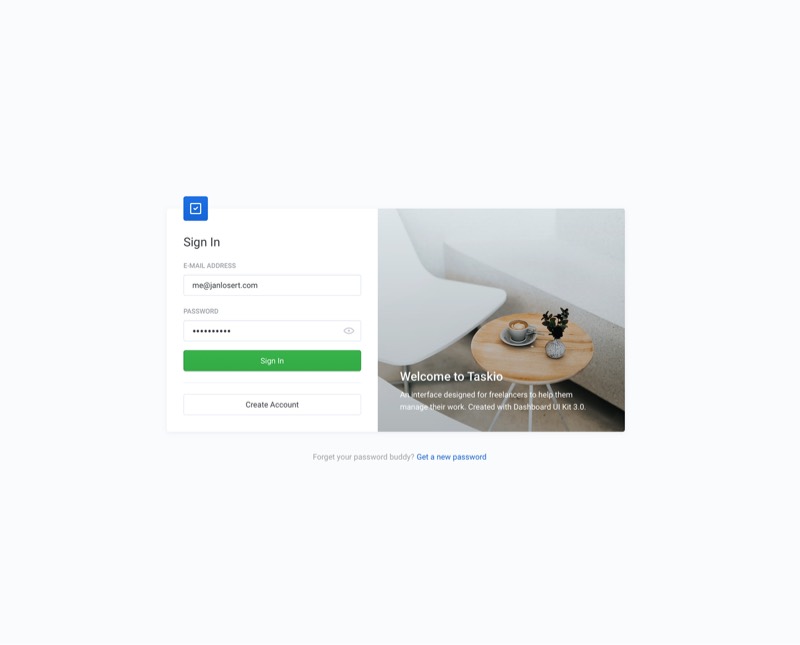 Sign In
E-MAIL ADDRESS
me@janlosert.com
PASSWORD
••••••••••
Sign In
Create Account
Welcome to Taskio
An interface designed for freelancers to help them
manage their work. Created with Dashboard UI Kit 3.0.
Forget your password buddy? Get a new password